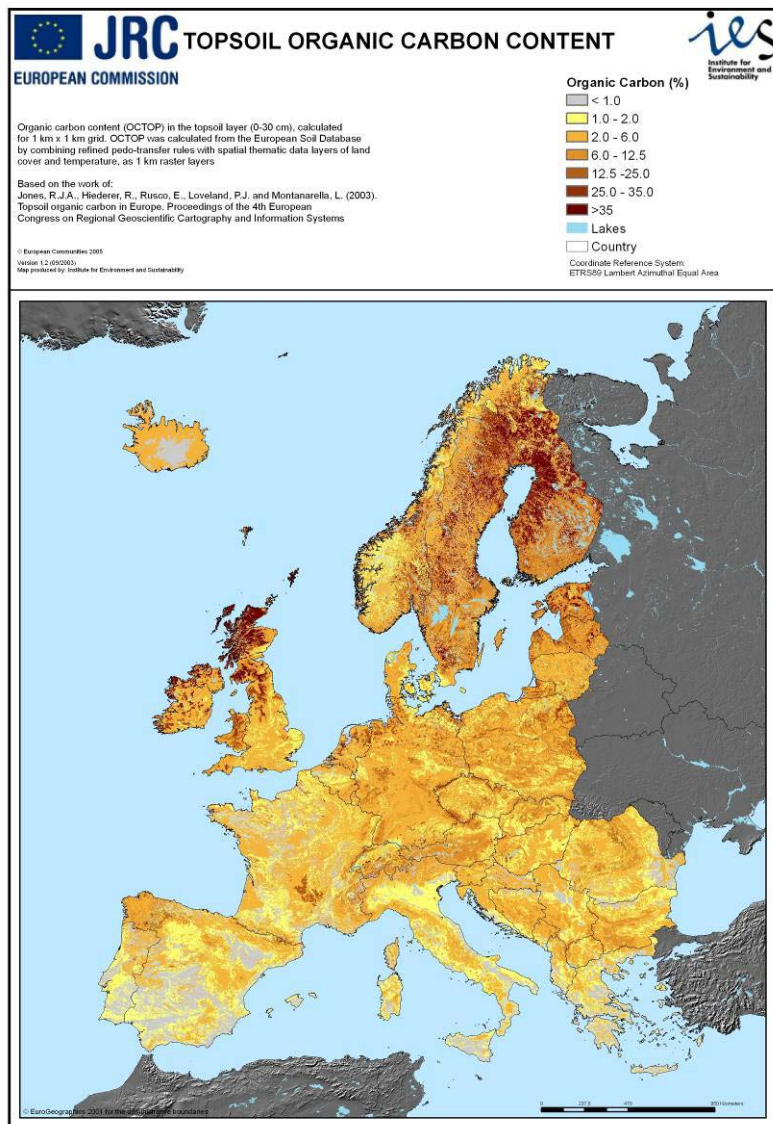 JRC
EUROPEAN COMMISSION
TOPSOIL ORGANIC CARBON CONTENT
ies
Institute for
Environment and
Sustainability
Organic carbon content (OCTOP) in the topsoil layer (0-30 cm), calculated
for 1 km x 1 km grid. OCTOP was calculated from the European Soil Database
by combining refined pedo-transfer rules with spatial thematic data layers of land
cover and temperature, as 1 km raster layers
Based on the work of:
Jones, R.J.A., Hiederer, R., Rusco, E., Loveland, P.J. and Montanarella, L. (2003).
Topsoil organic carbon in Europe. Proceedings of the 4th European
Congress on Regional Geoscientific Cartography and Information Systems
© European Communities 2005
Version 1.2 (09/2003)
Map produced by: Institute for Environment and Sustainability
Organic Carbon (%)
< 1.0
1.0 - 2.0
2.0 - 6.0
6.0 - 12.5
12.5 -25.0
25.0 - 35.0
>35
Lakes
Country
Coordinate Reference System:
ETRS89 Lambert Azimuthal Equal Area
© EuroGeographics 2001 for the administrative boundaries
0 237.5 475 950 Kilometers